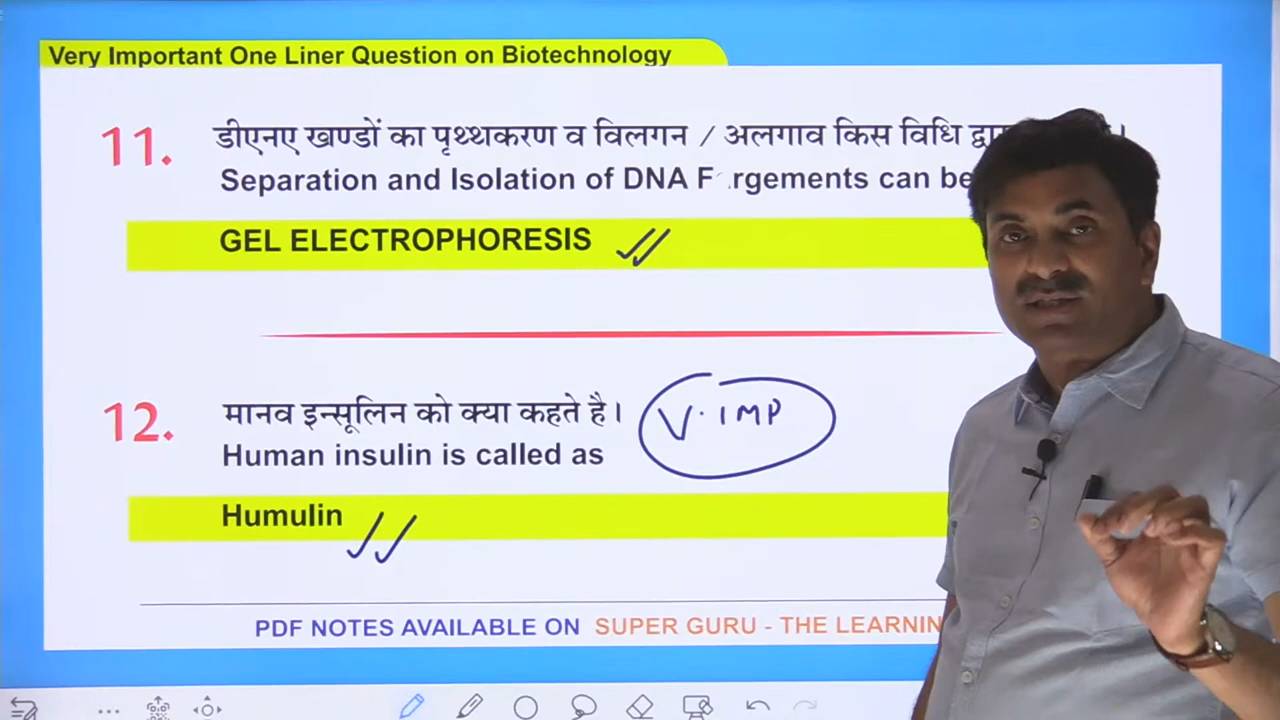 Very Important One Liner Question on Biotechnology
11. डीएनए खण्डों का पृथ्थकरण व विलगन / अलगाव किस विधि
Separation and Isolation of DNA F rgements can be
GEL ELECTROPHORESIS
12. मानव इन्सूलिन को क्या कहते है।
V. IMP
Human insulin is called as
Humulin
PDF NOTES AVAILABLE ON SUPER GURU - THE